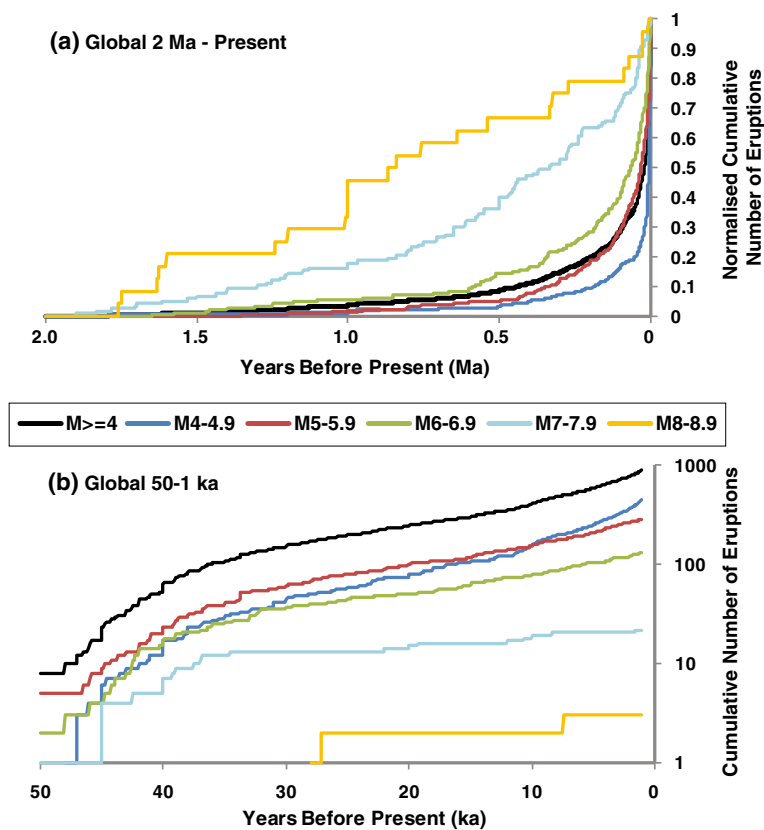 (a) Global 2 Ma - Present
1
0.9
0.8
0.7
0.6
0.5
0.4
0.3
0.2
0.1
0
Normalised Cumulative
Number of Eruptions
2.0
1.5
1.0
0.5
0
Years Before Present (Ma)
M>=4
M4-4.9
M5-5.9
M6-6.9
M7-7.9
M8-8.9
(b) Global 50-1 ka
1000
100
10
1
Cumulative Number of Eruptions
50
40
30
20
10
0
Years Before Present (ka)